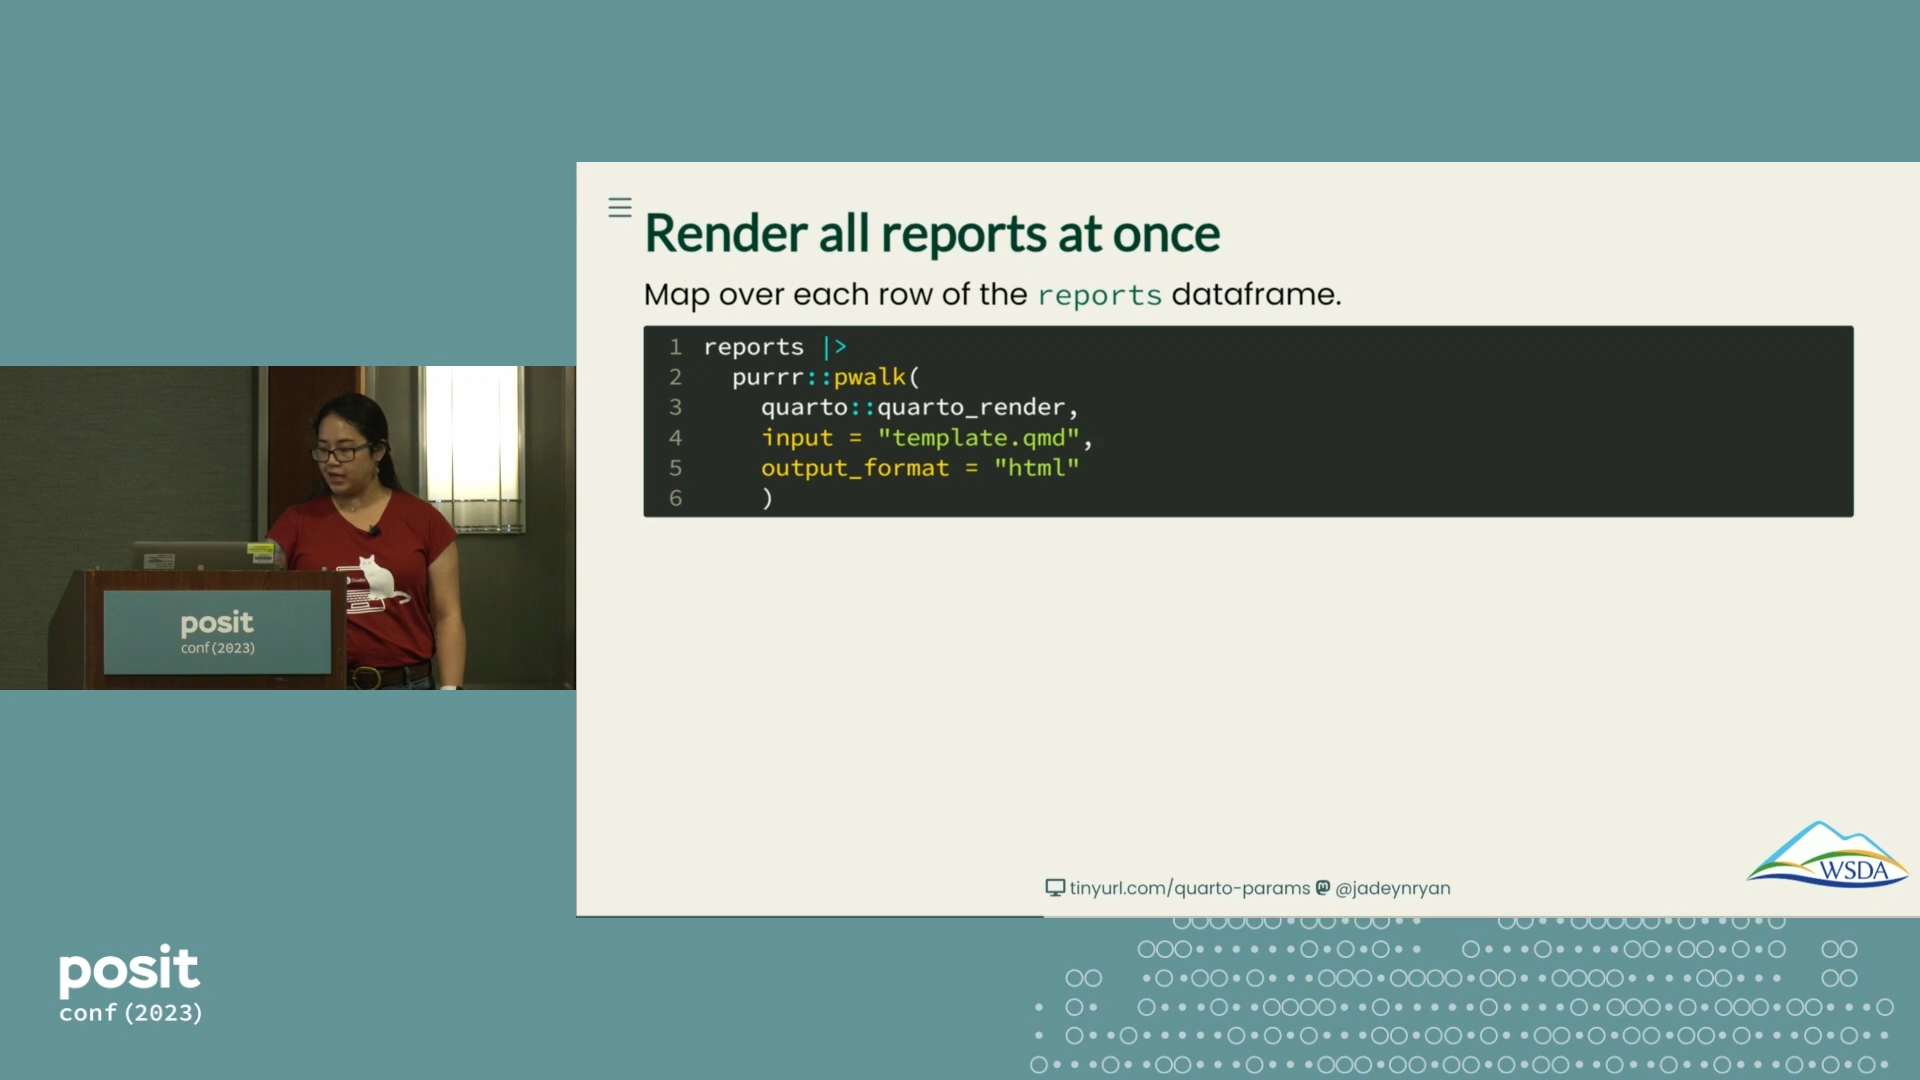 Render all reports at once
Map over each row of the reports dataframe.
1 reports |>
2   purrr::pwalk(
3     quarto::quarto_render,
4     input = "template.qmd",
5     output_format = "html"
6     )
tinyurl.com/quarto-params @jadeynryan
WSDA
posit
conf(2023)
posit
conf(2023)